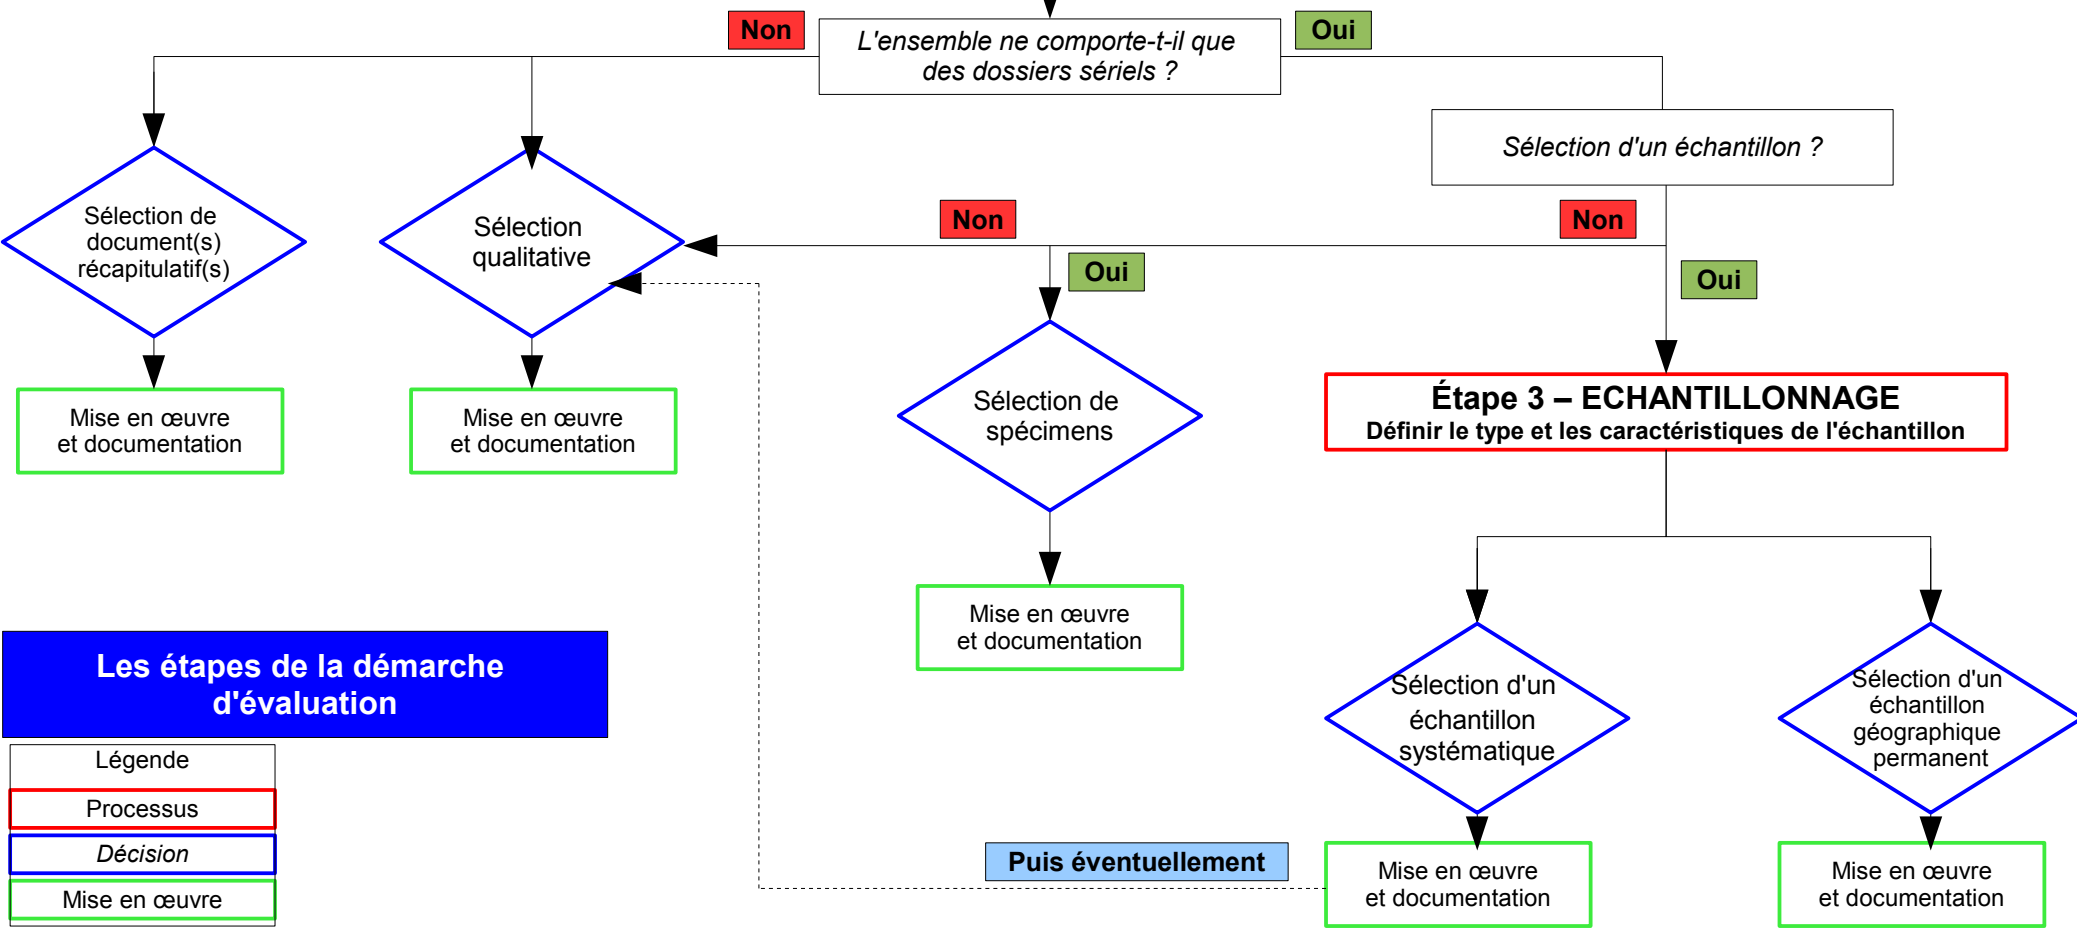 Non
L'ensemble ne comporte-t-il que
des dossiers sériels ?
Oui
Sélection d'un échantillon ?
Sélection de
document(s)
récapitulatif(s)
Sélection
qualitative
Non
Non
Oui
Oui
Mise en œuvre
et documentation
Mise en œuvre
et documentation
Sélection de
spécimens
Étape 3 – ECHANTILLONNAGE
Définir le type et les caractéristiques de l'échantillon
Mise en œuvre
et documentation
Les étapes de la démarche
d'évaluation
Sélection d'un
échantillon
systématique
Sélection d'un
échantillon
géographique
permanent
Légende
Processus
Décision
Mise en œuvre
Puis éventuellement
Mise en œuvre
et documentation
Mise en œuvre
et documentation